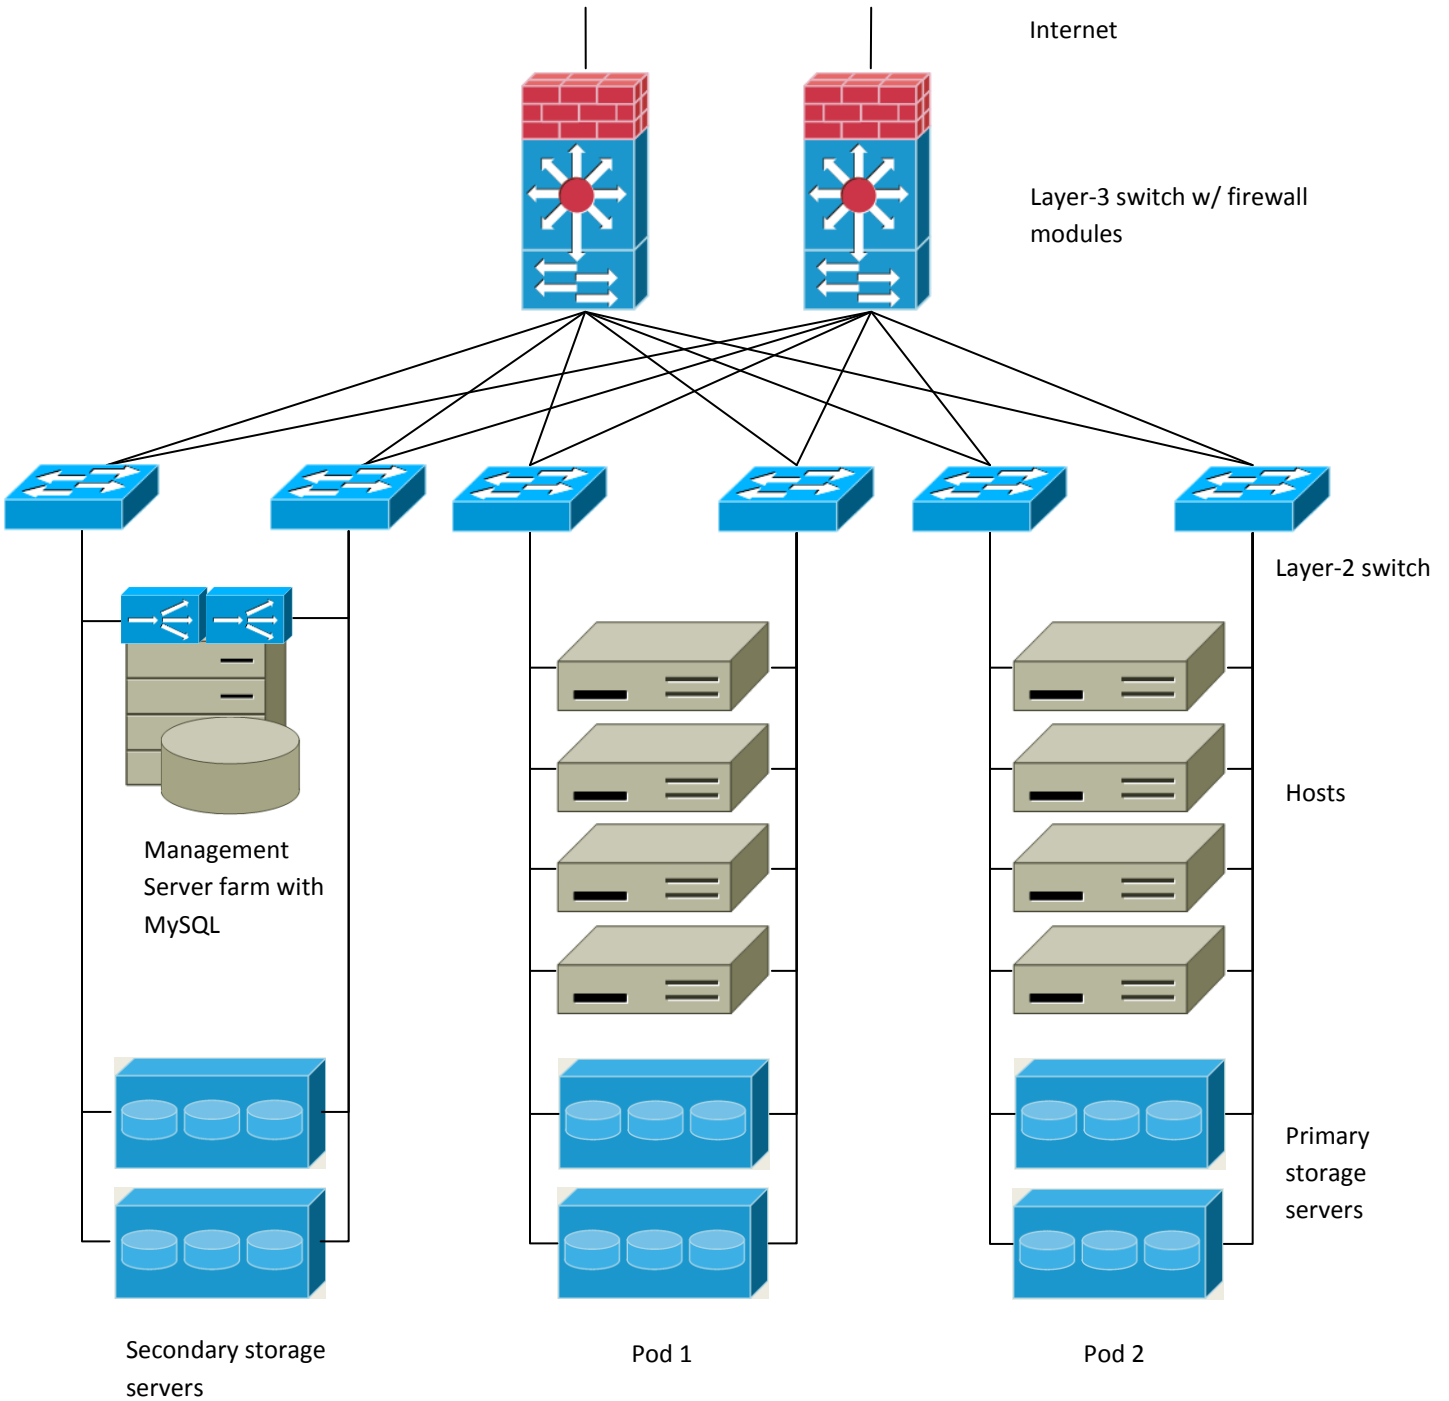 Internet
Layer-3 switch w/ firewall
modules
Layer-2 switch
Hosts
Management
Server farm with
MySQL
Primary
storage
servers
Secondary storage
servers
Pod 1
Pod 2